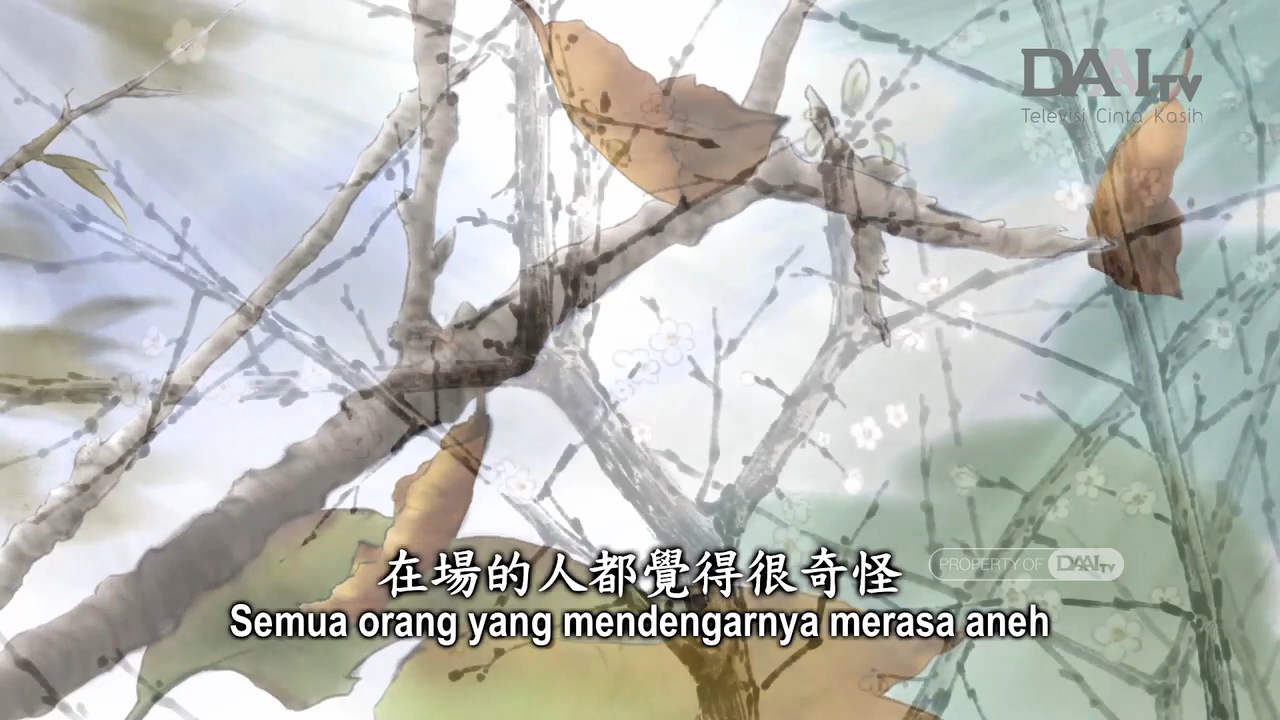 DAAI TV
Televisi Cinta Kasih
在場的人都覺得很奇怪
PROPERTY OF DAAI TV
Semua orang yang mendengarnya merasa aneh